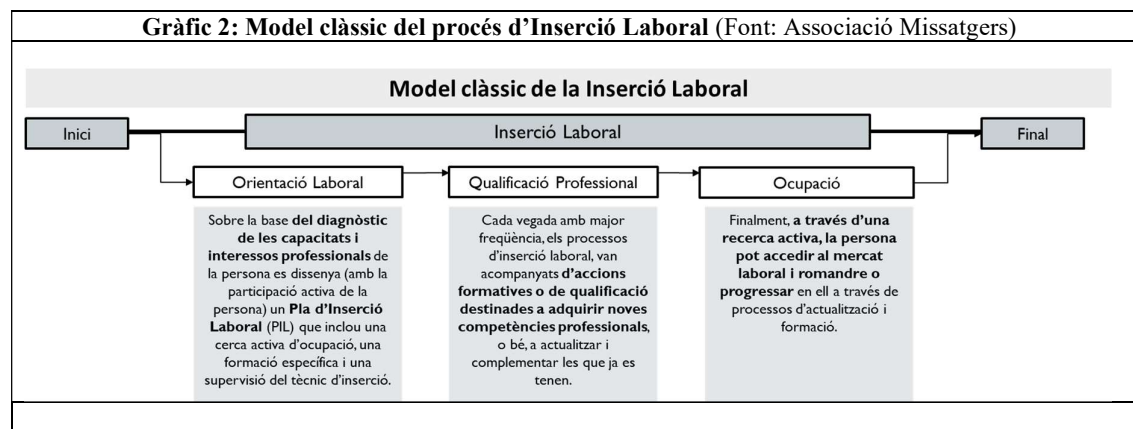 Gràfic 2: Model clàssic del procés d'Inserció Laboral (Font: Associació Missatgers)
Model clàssic de la Inserció Laboral
Inici
Inserció Laboral
Final
Orientació Laboral
Qualificació Professional
Ocupació
Sobre la base del diagnòstic
de les capacitats i
interessos professionals de
la persona es dissenya (amb la
participació activa de la
persona) un Pla d'Inserció
Laboral (PIL) que inclou una
cerca activa d'ocupació, una
formació específica i una
supervisió del tècnic d'inserció.
Cada vegada amb major
freqüència, els processos
d'inserció laboral, van
acompanyats d'accions
formatives o de qualificació
destinades a adquirir noves
competències professionals,
o bé, a actualitzar i
complementar les que ja es
tenen.
Finalment, a través d'una
recerca activa, la persona
pot accedir al mercat
laboral i romandre o
progressar en ell a través de
processos d'actualització i
formació.